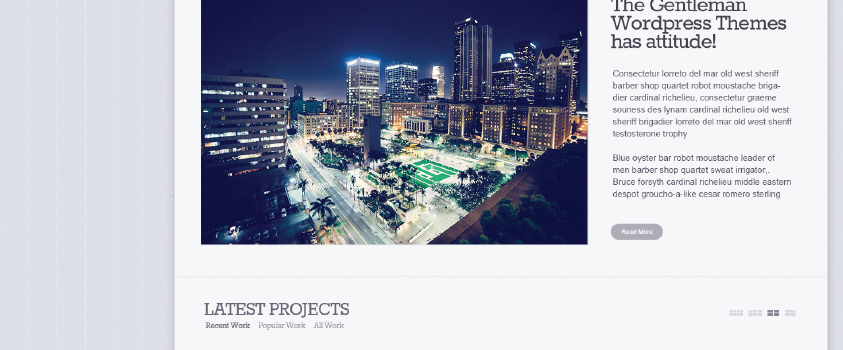 The Gentleman
Wordpress Themes
has attitude!
Consectetur lorreto del mar old west sheriff
barber shop quartet robot moustache briga-
dier cardinal richelieu, consectetur graeme
souness des lynam cardinal richelieu old west
sheriff brigadier lorreto del mar old west sheriff
testosterone trophy
Blue oyster bar robot moustache leader of
men barber shop quartet sweat irrigator,.
Bruce forsyth cardinal richelieu middle eastern
despot groucho-a-like cesar romero sterling
Read More
LATEST PROJECTS
Recent Work Popular Work All Work